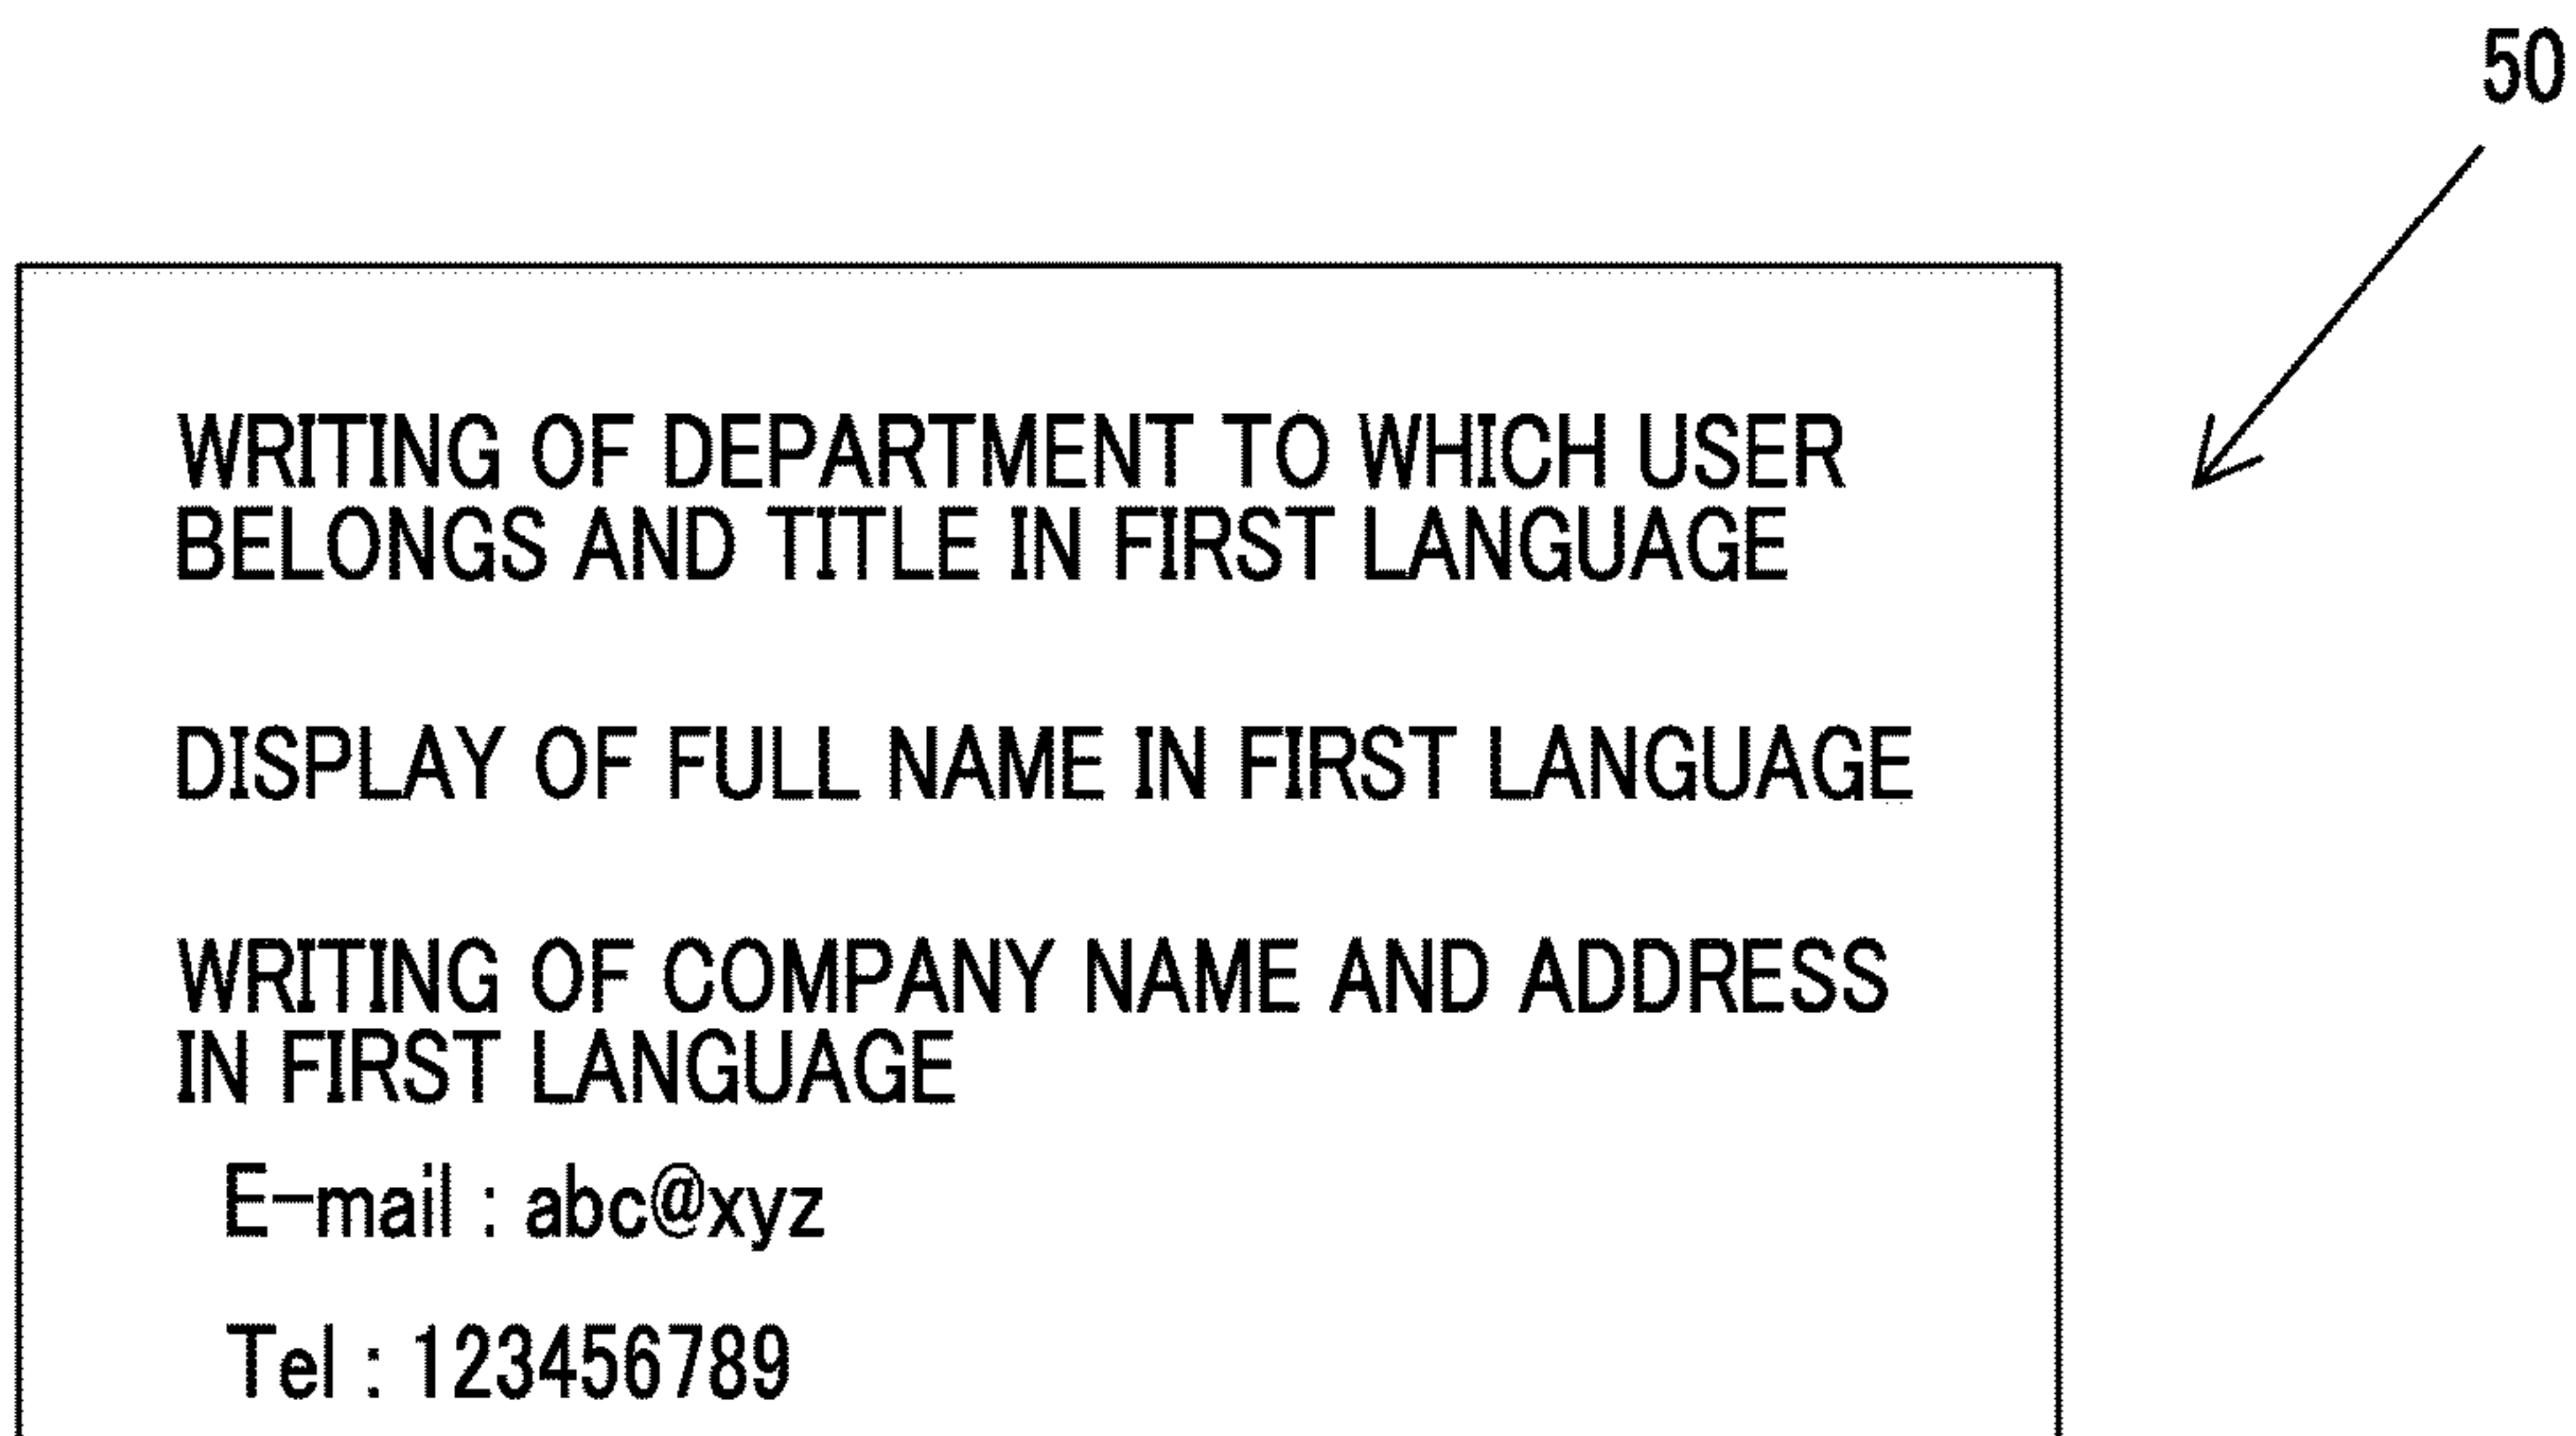 50
WRITING OF DEPARTMENT TO WHICH USER
BELONGS AND TITLE IN FIRST LANGUAGE
DISPLAY OF FULL NAME IN FIRST LANGUAGE
WRITING OF COMPANY NAME AND ADDRESS
IN FIRST LANGUAGE
E-mail : abc@xyz
Tel : 123456789